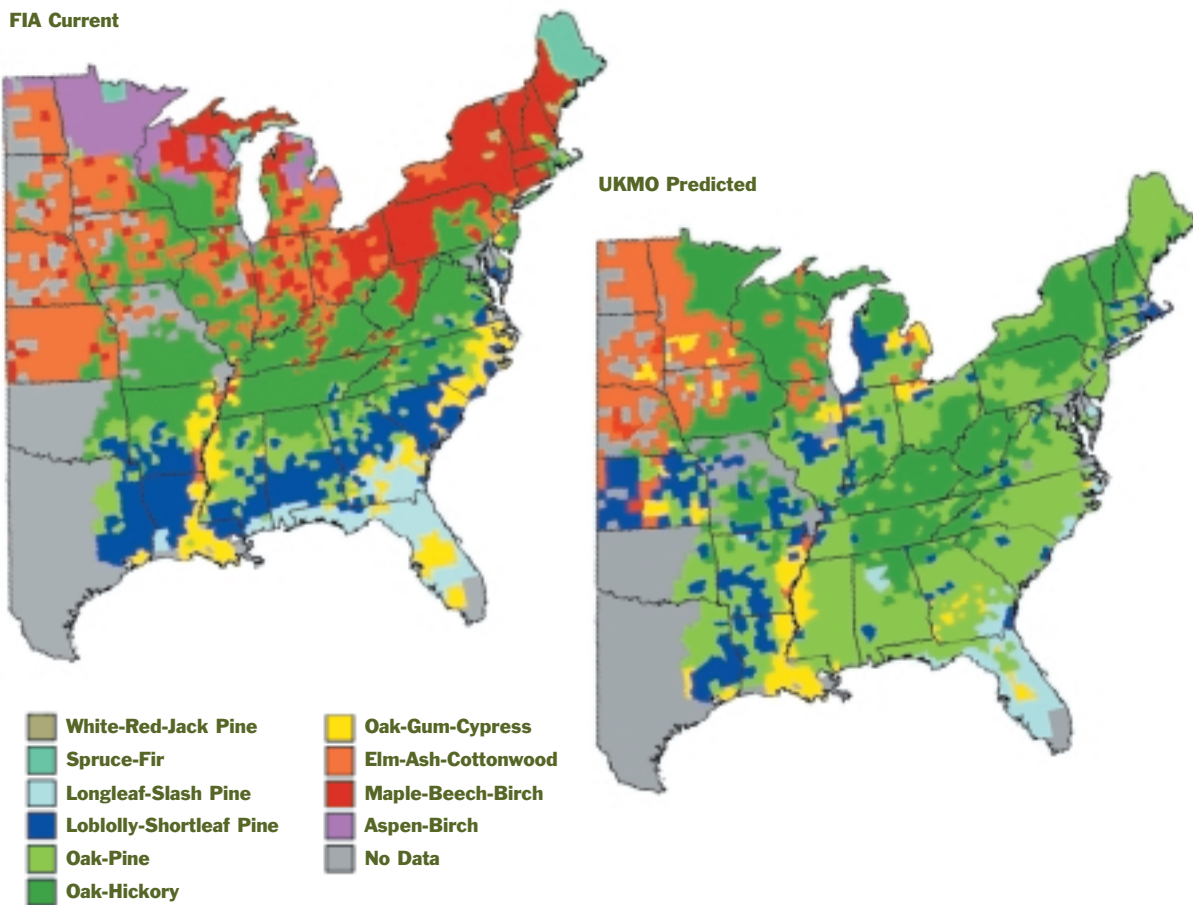 FIA Current
UKMO Predicted
White-Red-Jack Pine
Spruce-Fir
Longleaf-Slash Pine
Loblolly-Shortleaf Pine
Oak-Pine
Oak-Hickory
Oak-Gum-Cypress
Elm-Ash-Cottonwood
Maple-Beech-Birch
Aspen-Birch
No Data